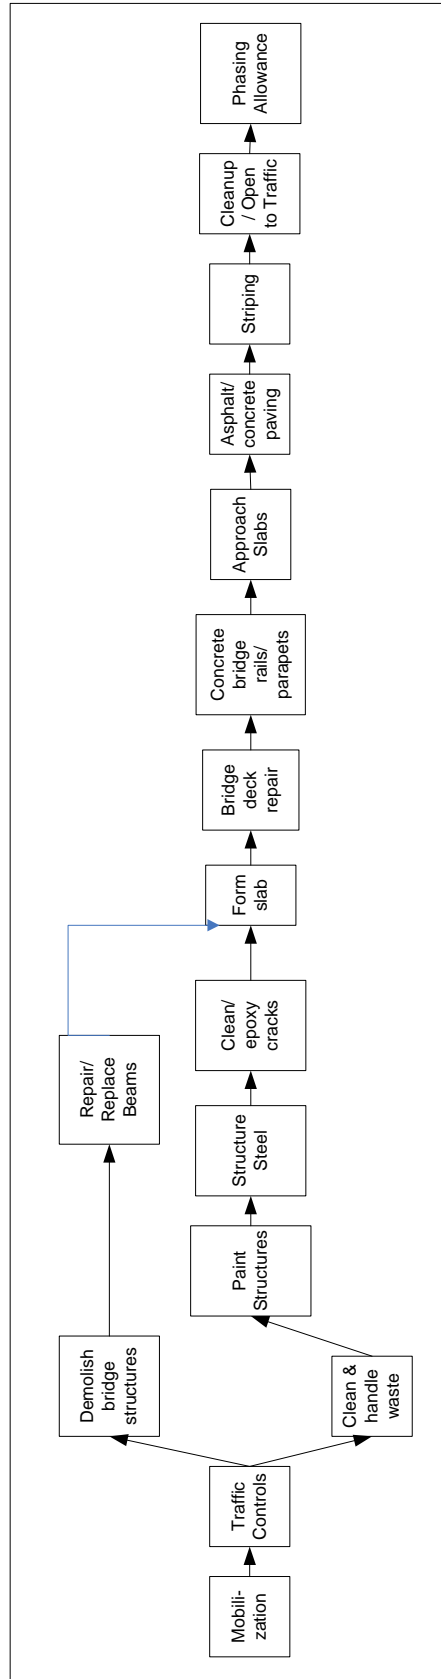 Mobili-
zation
Traffic
Controls
Demolish
bridge
structures
Clean &
handle
waste
Repair/
Replace
Beams
Paint
Structures
Structure
Steel
Clean/
epoxy
cracks
Form
slab
Bridge
deck
repair
Concrete
bridge
rails/
parapets
Approach
Slabs
Asphalt/
concrete
paving
Striping
Cleanup
/ Open
to Traffic
Phasing
Allowance